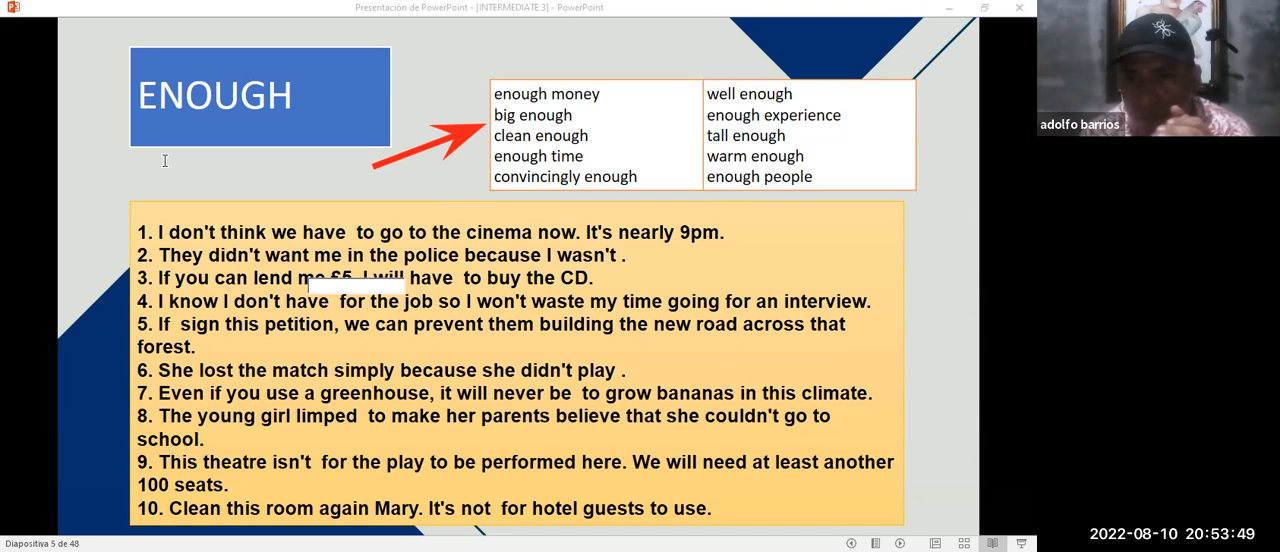 Presentación de PowerPoint - [INTERMEDIATE 3] - PowerPoint
ENOUGH
enough money
big enough
clean enough
enough time
convincingly enough
well enough
enough experience
tall enough
warm enough
enough people
adolfo barrios
1. I don't think we have  to go to the cinema now. It's nearly 9pm.
2. They didn't want me in the police because I wasn't .
3. If you can lend me £5, I will have  to buy the CD.
4. I know I don't have  for the job so I won't waste my time going for an interview.
5. If  sign this petition, we can prevent them building the new road across that
forest.
6. She lost the match simply because she didn't play .
7. Even if you use a greenhouse, it will never be  to grow bananas in this climate.
8. The young girl limped  to make her parents believe that she couldn't go to
school.
9. This theatre isn't  for the play to be performed here. We will need at least another
100 seats.
10. Clean this room again Mary. It's not  for hotel guests to use.
Diapositiva 5 de 48
2022-08-10 20:53:49